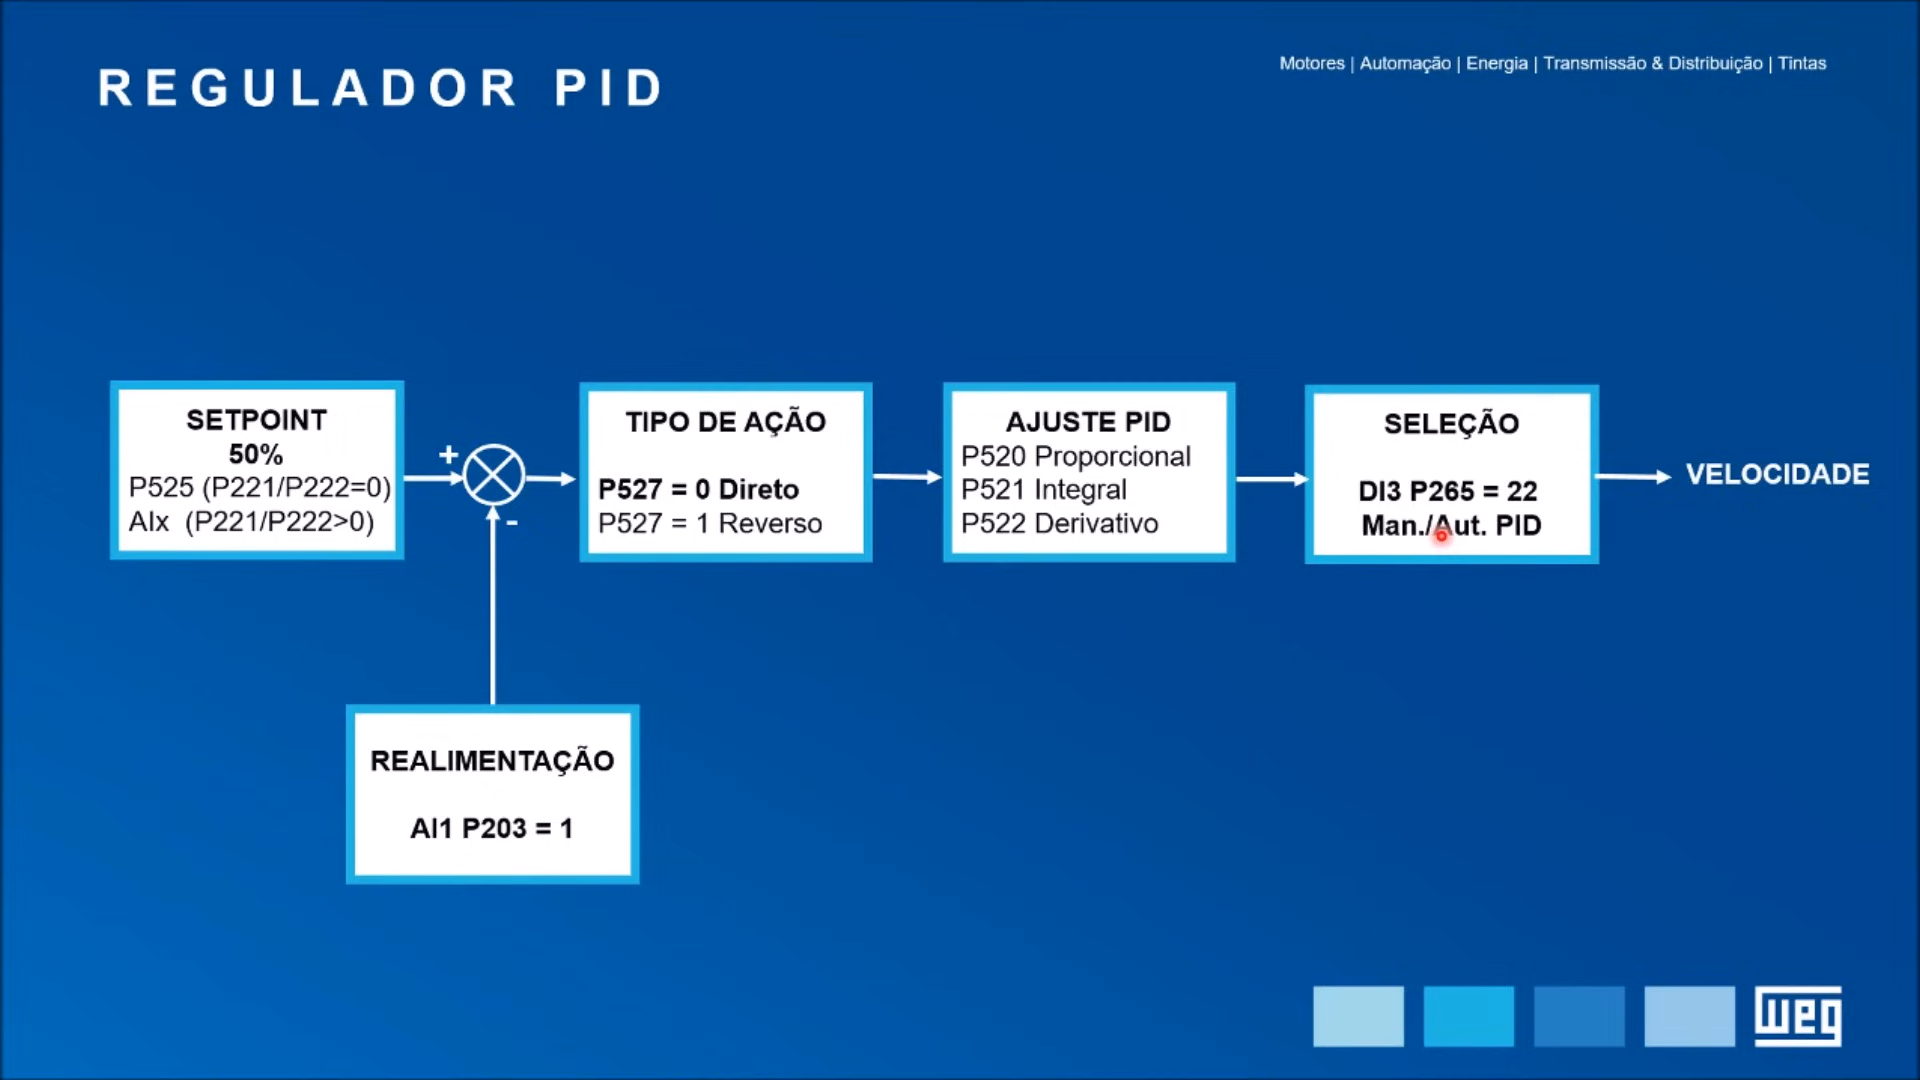 REGULADOR PID
Motores | Automação | Energia | Transmissão & Distribuição | Tintas
SETPOINT
50%
P525 (P221/P222=0)
AIx (P221/P222>0)
+
-
TIPO DE AÇÃO
P527 = 0 Direto
P527 = 1 Reverso
AJUSTE PID
P520 Proporcional
P521 Integral
P522 Derivativo
SELEÇÃO
DI3 P265 = 22
Man./Aut. PID
VELOCIDADE
REALIMENTAÇÃO
AI1 P203 = 1
weg